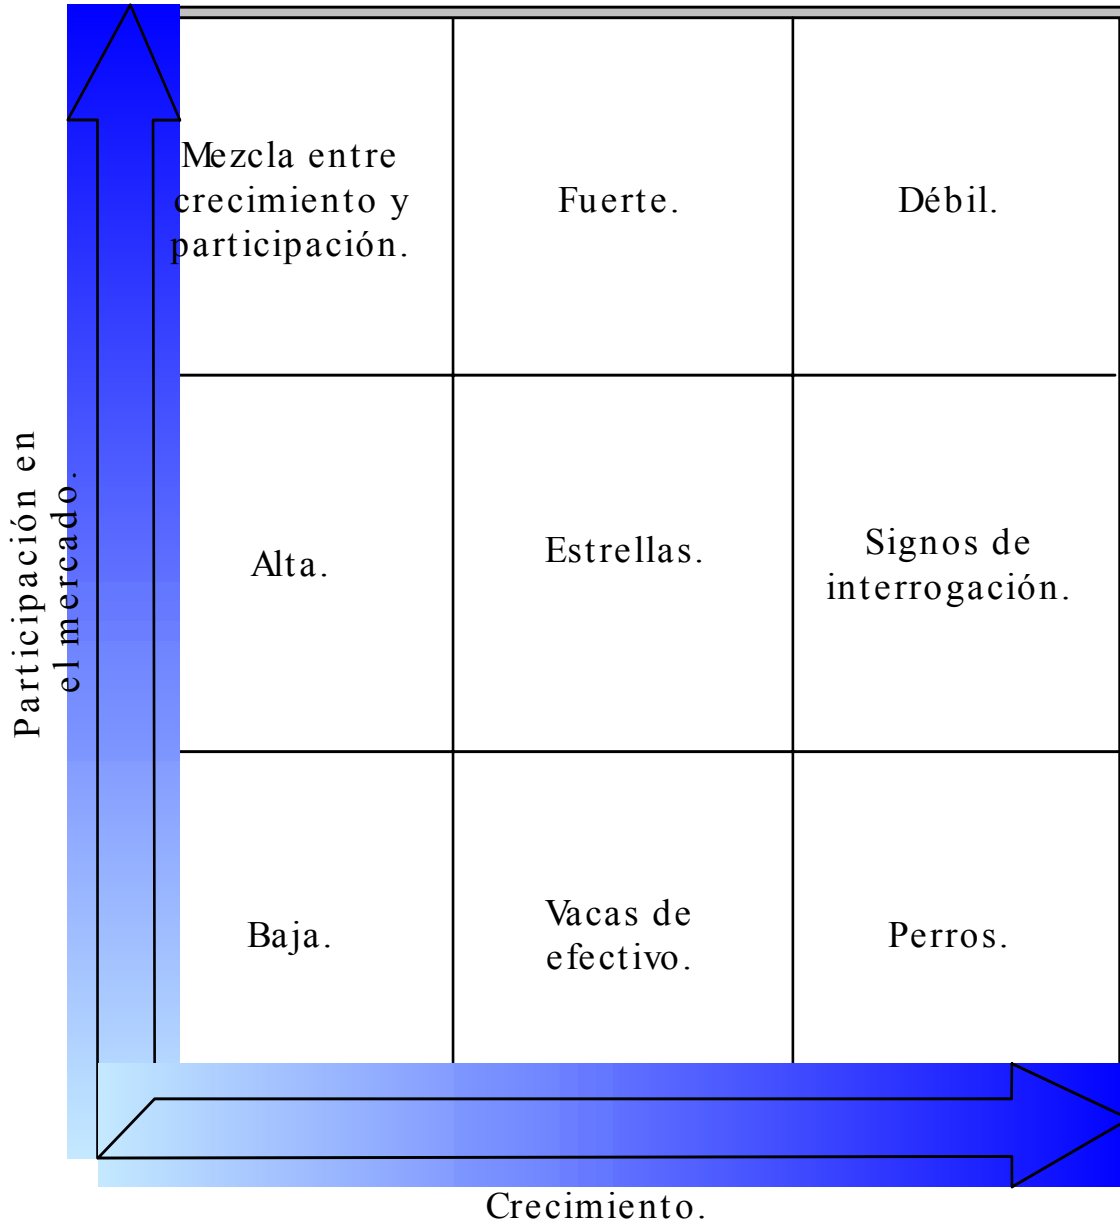 Mezcla entre
crecimiento y
participación.
Fuerte.
Débil.
Participación en
el mercado.
Alta.
Estrellas.
Signos de
interrogación.
Baja.
Vacas de
efectivo.
Perros.
Crecimiento.